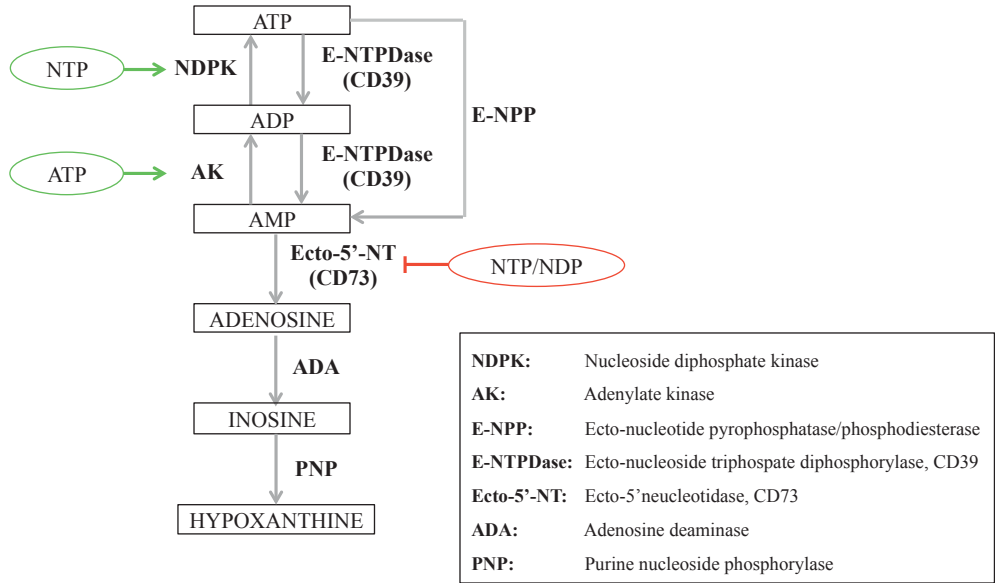 ATP
E-NTPDase
(CD39)
NTP
NDPK
E-NPP
ADP
E-NTPDase
(CD39)
ATP
AK
AMP
Ecto-5’-NT
(CD73)
NTP/NDP
ADENOSINE
ADA
INOSINE
PNP
HYPOXANTHINE
NDPK: Nucleoside diphosphate kinase
AK: Adenylate kinase
E-NPP: Ecto-nucleotide pyrophosphatase/phosphodiesterase
E-NTPDase: Ecto-nucleoside triphospate diphosphorylase, CD39
Ecto-5’-NT: Ecto-5’neucleotidase, CD73
ADA: Adenosine deaminase
PNP: Purine nucleoside phosphorylase